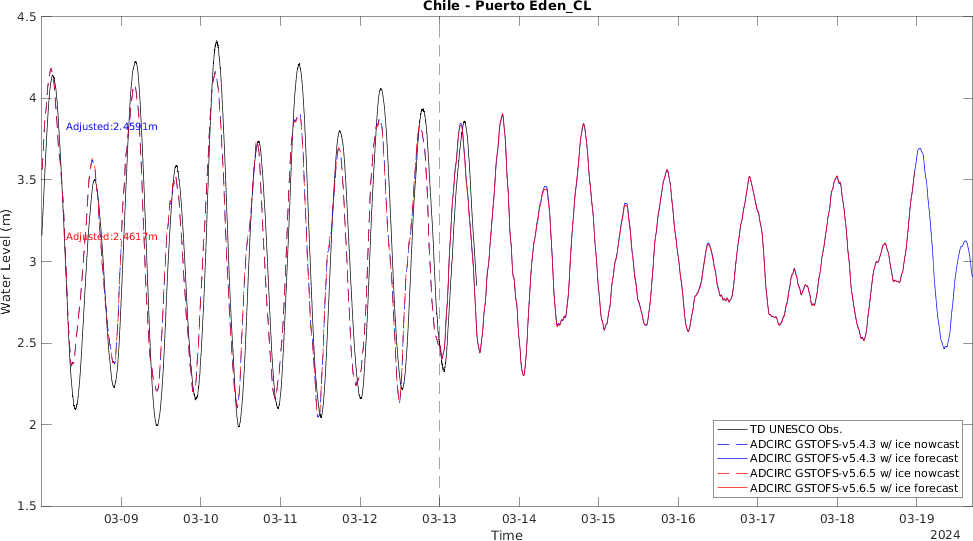 Chile - Puerto Eden_CL
4.5
4
3.5
3
2.5
2
1.5
Water Level (m)
Adjusted:2.4591m
Adjusted:2.4617m
TD UNESCO Obs.
ADCIRC GSTOFS-v5.4.3 w/ ice nowcast
ADCIRC GSTOFS-v5.4.3 w/ ice forecast
ADCIRC GSTOFS-v5.6.5 w/ ice nowcast
ADCIRC GSTOFS-v5.6.5 w/ ice forecast
03-09 03-10 03-11 03-12 03-13 03-14 03-15 03-16 03-17 03-18 03-19
Time
2024